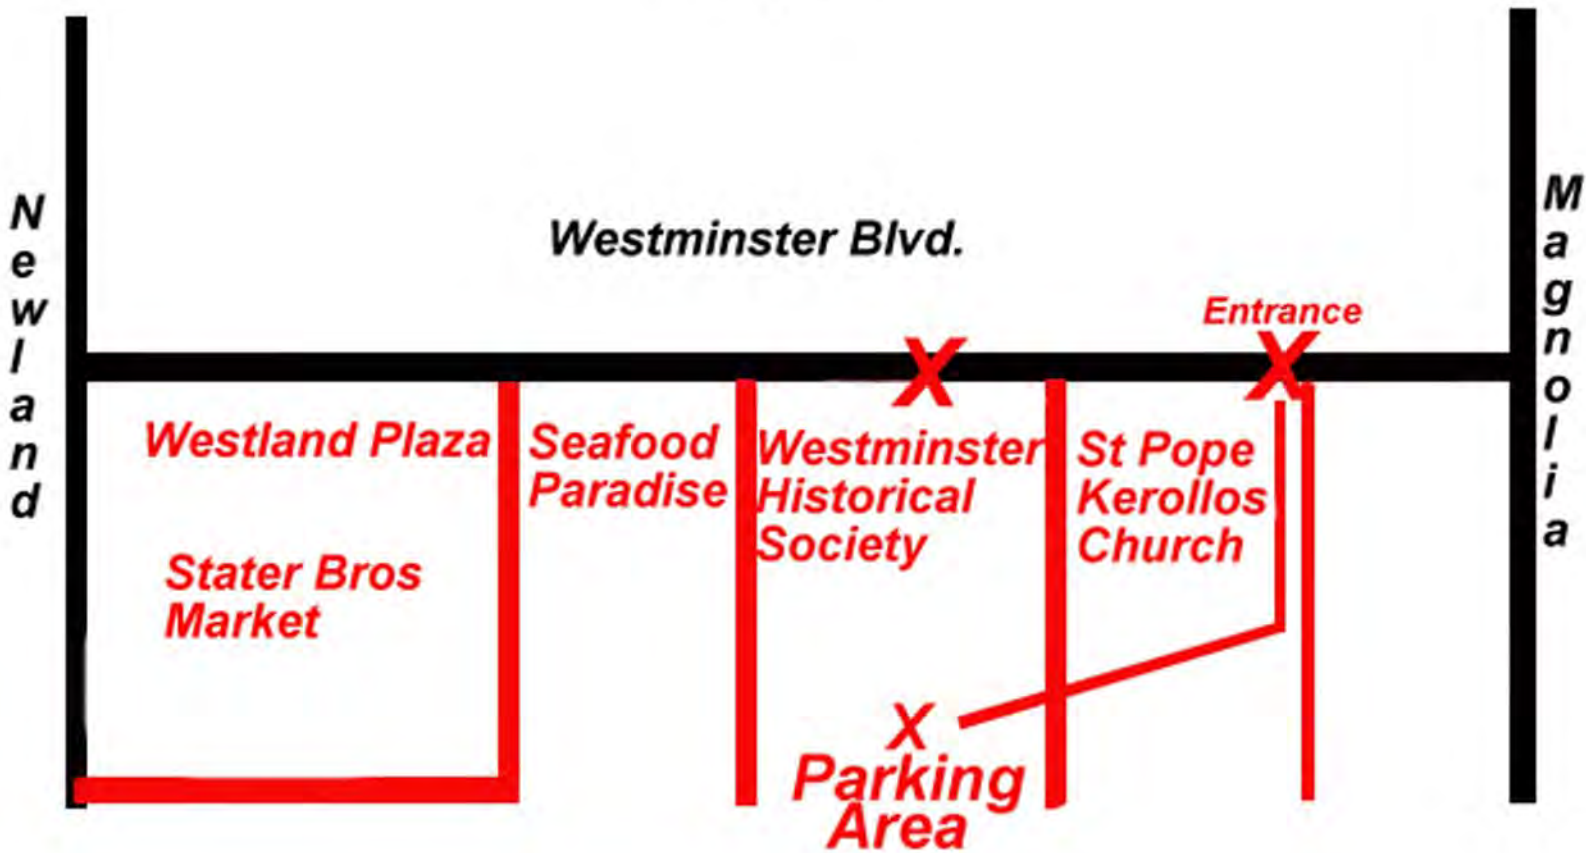 Newland
Westminster Blvd.
Magnolia
Entrance
X
X
Westland Plaza
Seafood
Paradise
Westminster
Historical
Society
St Pope
Kerollos
Church
Stater Bros
Market
X
Parking
Area